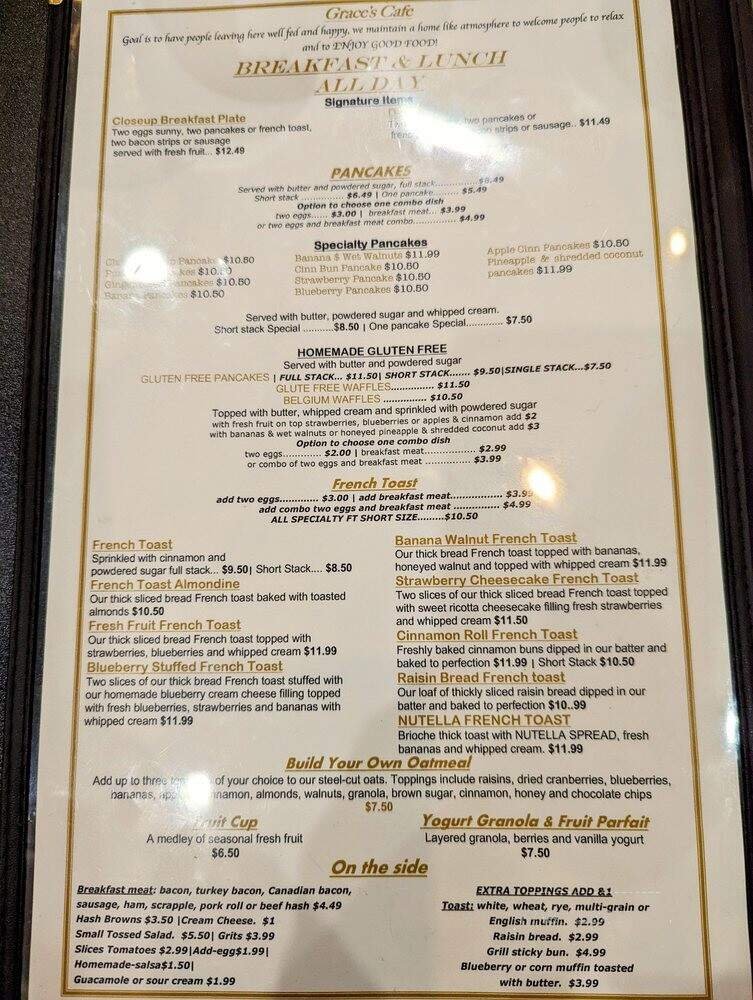 Grace's Cafe
Goal is to have people leaving here well fed and happy, we maintain a home like atmosphere to welcome people to relax
and to ENJOY GOOD FOOD!
BREAKFAST & LUNCH
ALL DAY
Signature Items
Closeup Breakfast Plate
Two eggs sunny, two pancakes or french toast,
two bacon strips or sausage
served with fresh fruit... $12.49
two pancakes or
strips or sausage.. $11.49
PANCAKES
Served with butter and powdered sugar, full stack..............$8.49
Short stack .............. $6.49 | One pancake......... $5.49
Option to choose one combo dish
two eggs...... $3.00 | breakfast meat... $3.99
or two eggs and breakfast meat combo.............. $4.99
Specialty Pancakes
Pancake $10.50
$10.50
Pancakes $10.50
Banana Pancakes $10.50
Banana $ Wet Walnuts $11.99
Cinn Bun Pancake $10.50
Strawberry Pancake $10.50
Blueberry Pancakes $10.50
Apple Cinn Pancakes $10.50
Pineapple & shredded coconut
pancakes $11.99
Served with butter, powdered sugar and whipped cream.
Short stack Special ..........$8.50 | One pancake Special............ $7.50
HOMEMADE GLUTEN FREE
Served with butter and powdered sugar
GLUTEN FREE PANCAKES | FULL STACK... $11.50| SHORT STACK....... $9.50|SINGLE STACK...$7.50
GLUTE FREE WAFFLES............... $11.50
BELGIUM WAFFLES ............... $10.50
Topped with butter, whipped cream and sprinkled with powdered sugar
with fresh fruit on top strawberries, blueberries or apples & cinnamon add $2
with bananas & wet walnuts or honeyed pineapple & shredded coconut add $3
Option to choose one combo dish
two eggs............. $2.00 | breakfast meat................. $2.99
or combo of two eggs and breakfast meat ............... $3.99
French Toast
add two eggs............. $3.00 | add breakfast meat................. $3.99
add combo two eggs and breakfast meat ................ $4.99
ALL SPECIALTY FT SHORT SIZE.........$10.50
French Toast
Sprinkled with cinnamon and
powdered sugar full stack... $9.50| Short Stack.... $8.50
French Toast Almondine
Our thick sliced bread French toast baked with toasted
almonds $10.50
Fresh Fruit French Toast
Our thick sliced bread French toast topped with
strawberries, blueberries and whipped cream $11.99
Blueberry Stuffed French Toast
Two slices of our thick bread French toast stuffed with
our homemade blueberry cream cheese filling topped
with fresh blueberries, strawberries and bananas with
whipped cream $11.99
Banana Walnut French Toast
Our thick bread French toast topped with bananas,
honeyed walnut and topped with whipped cream $11.99
Strawberry Cheesecake French Toast
Two slices of our thick sliced bread French toast topped
with sweet ricotta cheesecake filling fresh strawberries
and whipped cream $11.50
Cinnamon Roll French Toast
Freshly baked cinnamon buns dipped in our batter and
baked to perfection $11.99 | Short Stack $10.50
Raisin Bread French toast
Our loaf of thickly sliced raisin bread dipped in our
batter and baked to perfection $10..99
NUTELLA FRENCH TOAST
Brioche thick toast with NUTELLA SPREAD, fresh
bananas and whipped cream. $11.99
Build Your Own Oatmeal
Add up to three of your choice to our steel-cut oats. Toppings include raisins, dried cranberries, blueberries,
bananas, cinnamon, almonds, walnuts, granola, brown sugar, cinnamon, honey and chocolate chips
$7.50
Fruit Cup
A medley of seasonal fresh fruit
$6.50
Yogurt Granola & Fruit Parfait
Layered granola, berries and vanilla yogurt
$7.50
On the side
Breakfast meat: bacon, turkey bacon, Canadian bacon,
sausage, ham, scrapple, pork roll or beef hash $4.49
Hash Browns $3.50 |Cream Cheese. $1
Small Tossed Salad. $5.50| Grits $3.99
Slices Tomatoes $2.99|Add-egg$1.99|
Homemade-salsa$1.50|
Guacamole or sour cream $1.99
EXTRA TOPPINGS ADD &1
Toast: white, wheat, rye, multi-grain or
English muffin. $2.99
Raisin bread. $2.99
Grill sticky bun. $4.99
Blueberry or corn muffin toasted
with butter. $3.99